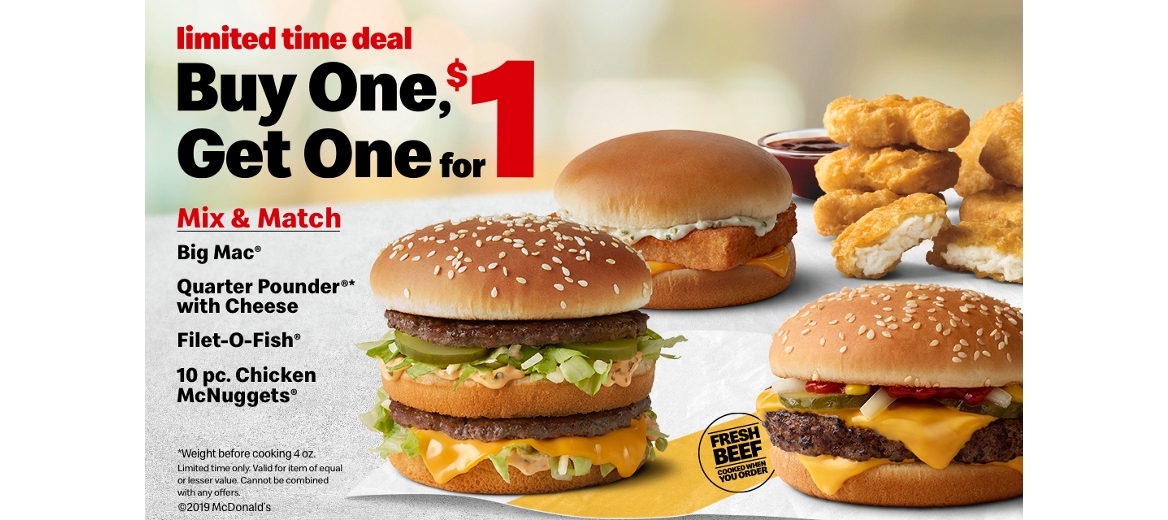 limited time deal
Buy One, $1
Get One for
Mix & Match
Big Mac®
Quarter Pounder®*
with Cheese
Filet-O-Fish®
10 pc. Chicken
McNuggets®
*Weight before cooking 4 oz.
Limited time only. Valid for item of equal
or lesser value. Cannot be combined
with any offers.
©2019 McDonald's
FRESH
BEEF
COOKED WHEN
YOU ORDER